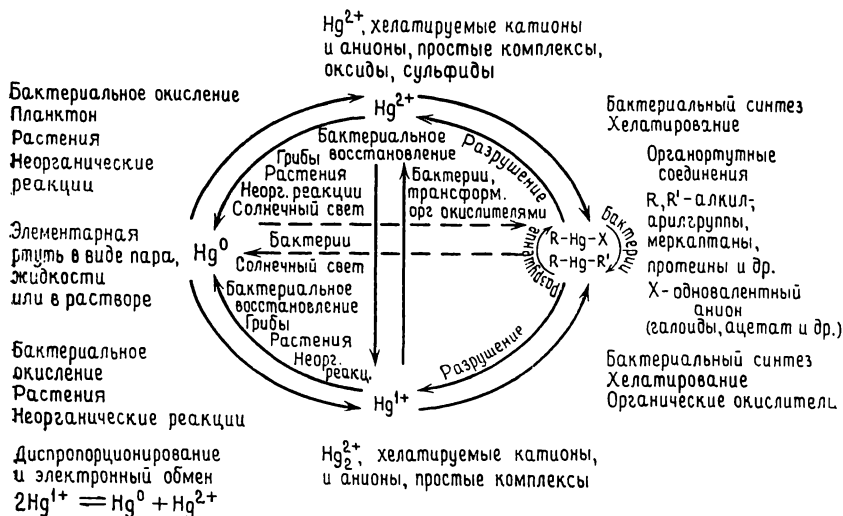 Hg²⁺, хелатируемые катионы
и анионы, простые комплексы,
оксиды, сульфиды
Hg²⁺
Бактериальное окисление
Планктон
Растения
Неорганические
реакции
Элементарная
ртуть в виде пара,
жидкости
или в растворе
Hg⁰
Бактериальное
окисление
Растения
Неорганические реакции
Диспропорционирование
и электронный обмен
2Hg¹⁺ ⇌ Hg⁰ + Hg²⁺
Бактериальное
восстановление
Грибы
Растения
Неорг. реакции
Солнечный свет
Бактерии,
трансформ.
орг окислителями
Бактерии
Солнечный свет
Бактериальное
восстановление
Грибы
Растения
Неорг.
реакц.
Hg¹⁺
Hg₂²⁺, хелатируемые катионы,
и анионы, простые комплексы
Разрушение
Разрушение
R-Hg-X
R-Hg-R'
Бактерии
Разрушение
Бактериальный синтез
Хелатирование
Органортутные
соединения
R,R'-алкил-,
арилгруппы,
меркаптаны,
протеины и др.
X-одновалентный
анион
(галоиды, ацетат и др.)
Бактериальный синтез
Хелатирование
Органические окислители